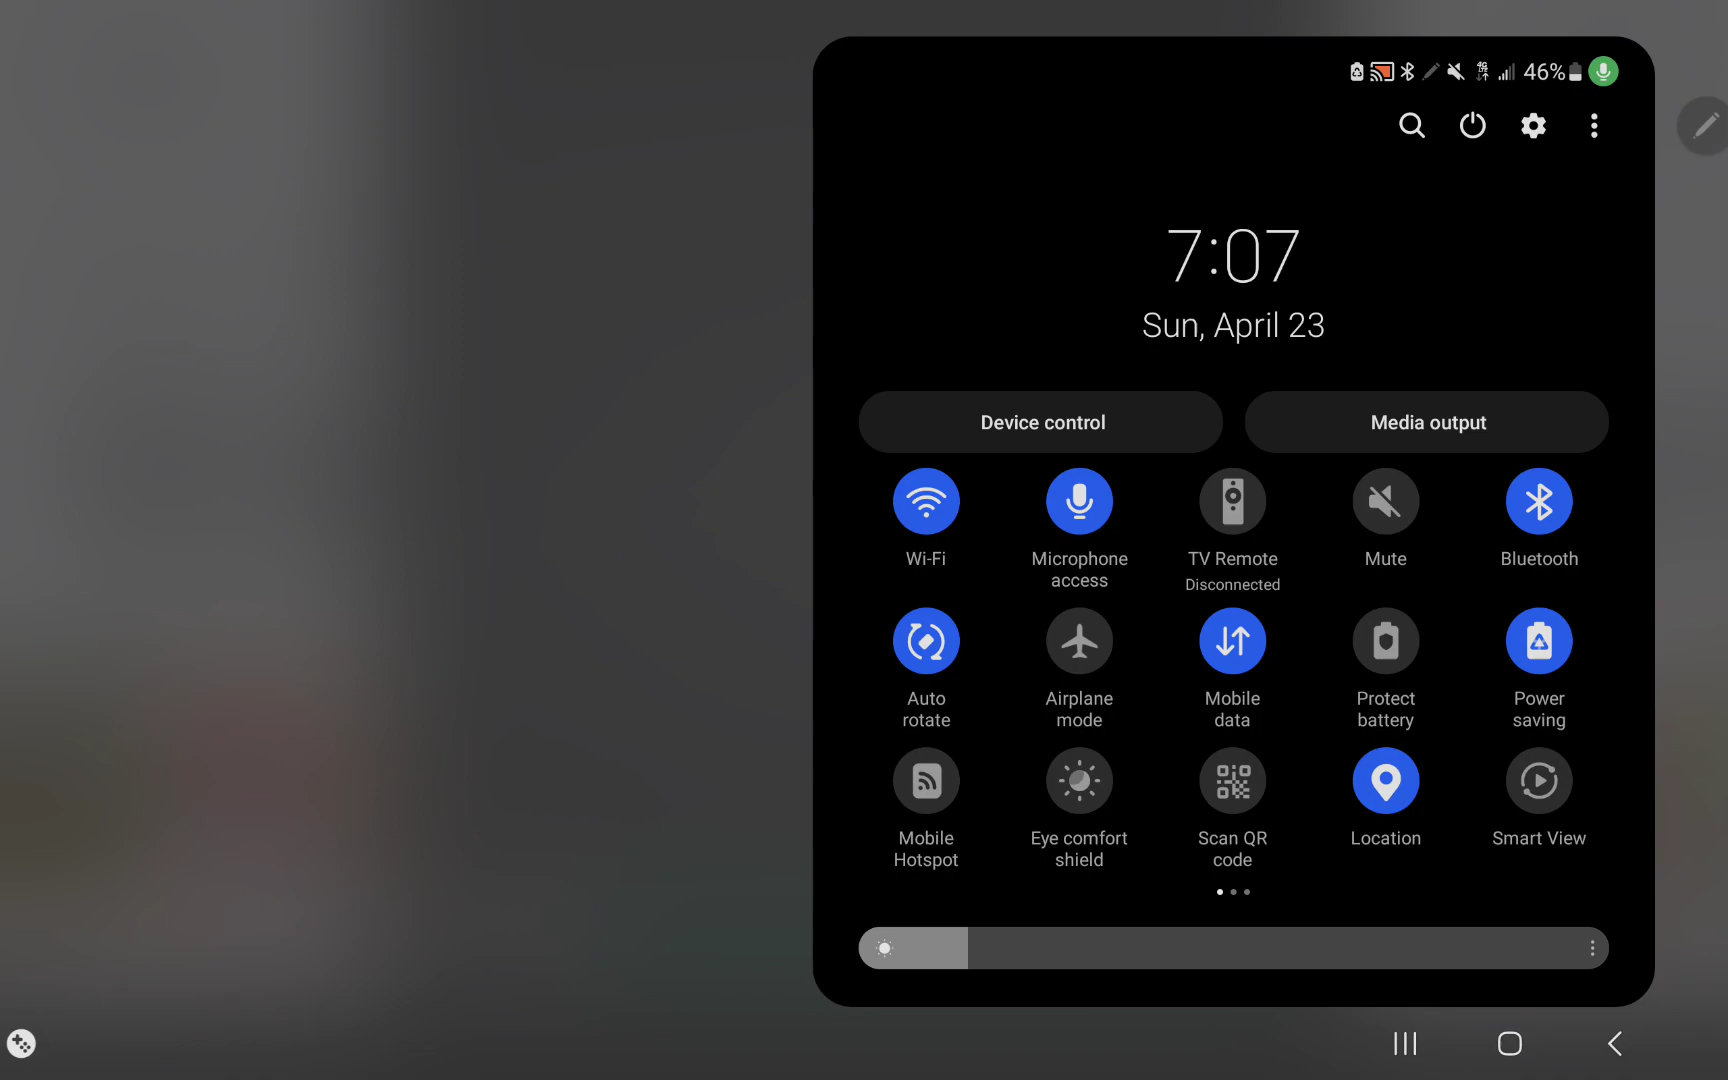 46%
7:07
Sun, April 23
Device control
Media output
Wi-Fi
Microphone
access
TV Remote
Disconnected
Mute
Bluetooth
Auto
rotate
Airplane
mode
Mobile
data
Protect
battery
Power
saving
Mobile
Hotspot
Eye comfort
shield
Scan QR
code
Location
Smart View